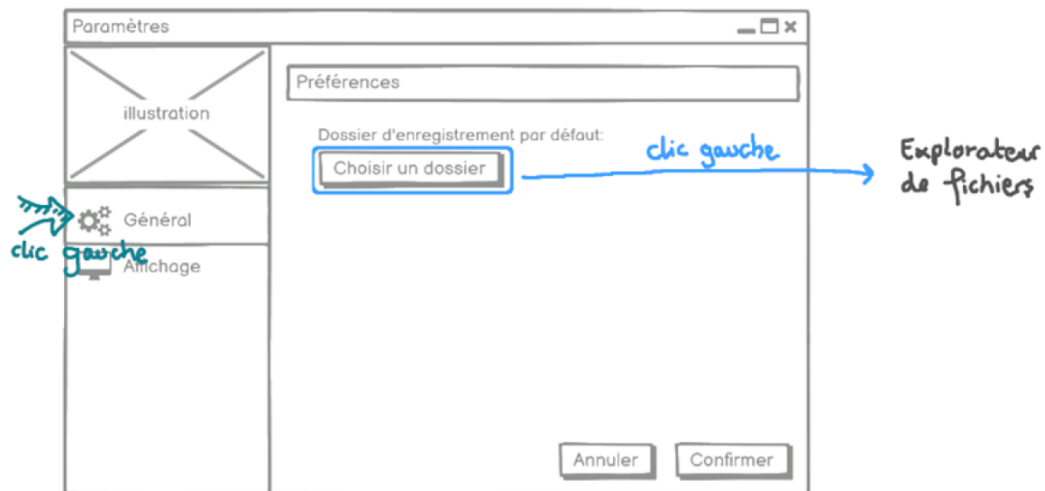 Paramètres
illustration
Préférences
Dossier d'enregistrement par défaut:
Choisir un dossier
clic gauche
Explorateur
de fichiers
Général
clic gauche
Affichage
Annuler
Confirmer